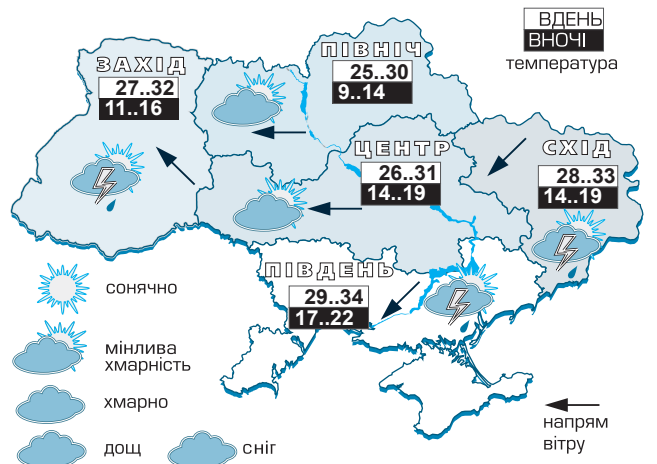 ВДЕНЬ
ВНОЧІ
температура
ПІВНІЧ
25..30
9..14
ЗАХІД
27..32
11..16
ЦЕНТР
26..31
14..19
СХІД
28..33
14..19
ПІВДЕНЬ
29..34
17..22
сонячно
мінлива
хмарність
хмарно
дощ
сніг
напрям
вітру